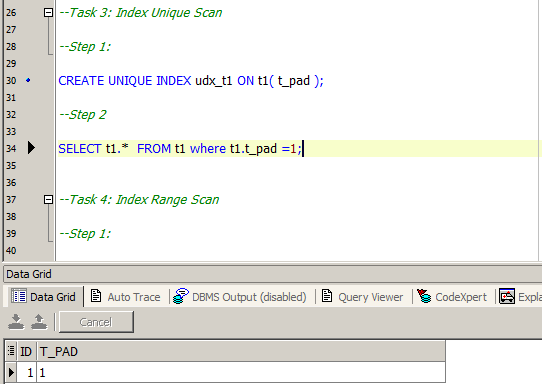 26 --Task 3: Index Unique Scan
27
28 --Step 1:
29
30 CREATE UNIQUE INDEX udx_t1 ON t1( t_pad );
31
32 --Step 2
33
34 SELECT t1.* FROM t1 where t1.t_pad =1;
35
36
37 --Task 4: Index Range Scan
38
39 --Step 1:
40
Data Grid
Data Grid Auto Trace DBMS Output (disabled) Query Viewer CodeXpert Expla
Cancel
ID T_PAD
1 1